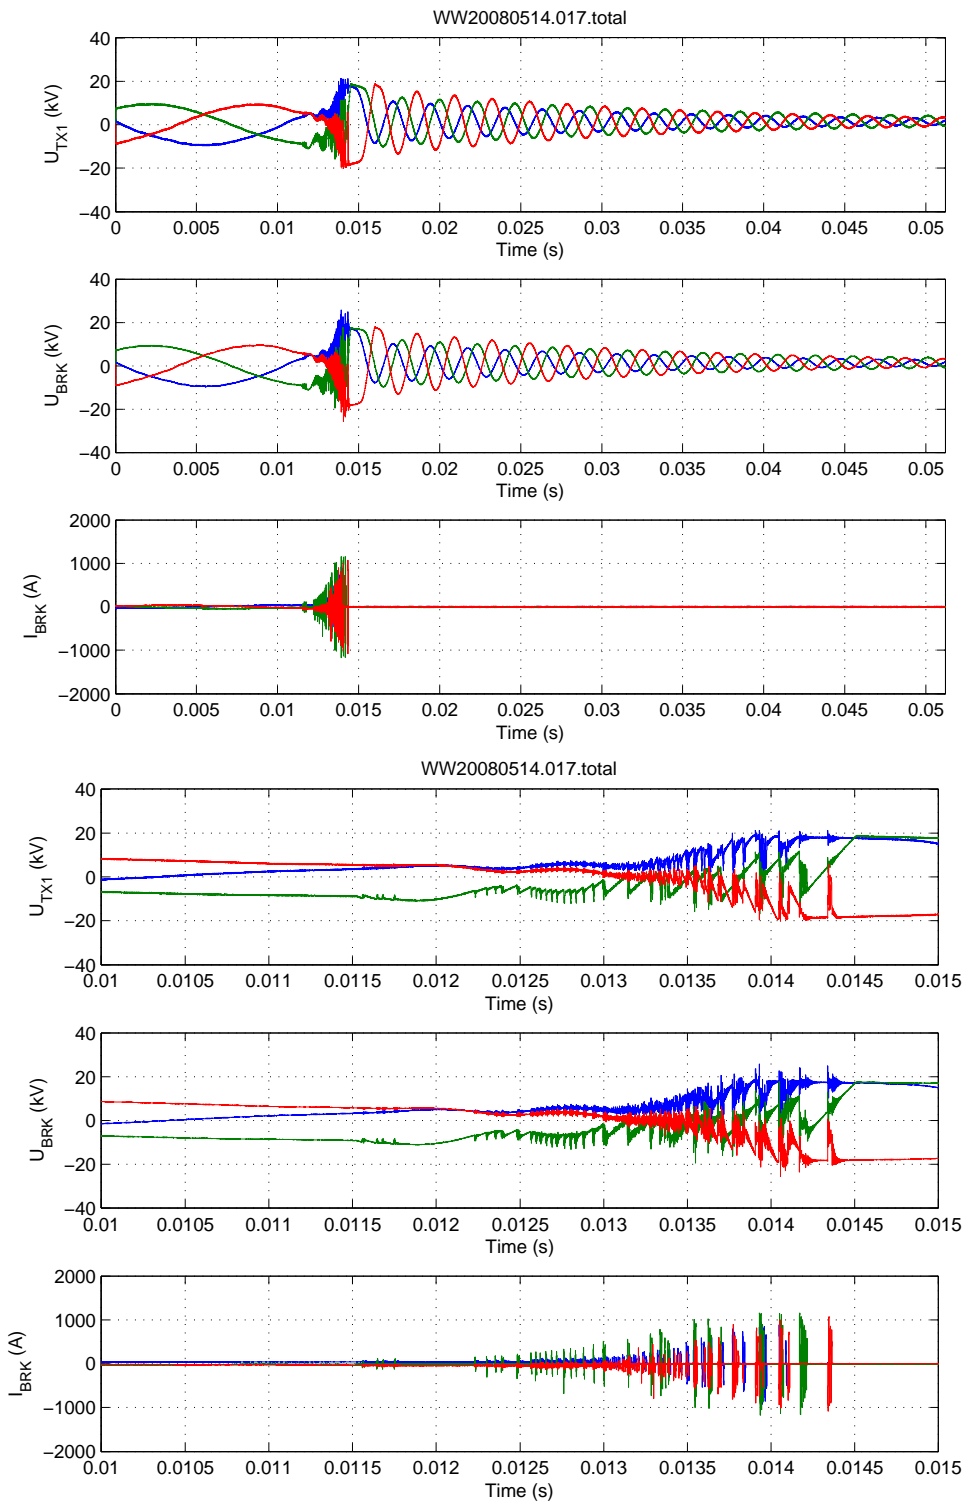 WW20080514.017.total
40
20
0
−20
−40
U_TX1 (kV)
0 0.005 0.01 0.015 0.02 0.025 0.03 0.035 0.04 0.045 0.05
Time (s)
40
20
0
−20
−40
U_BRK (kV)
0 0.005 0.01 0.015 0.02 0.025 0.03 0.035 0.04 0.045 0.05
Time (s)
2000
1000
0
−1000
−2000
I_BRK (A)
0 0.005 0.01 0.015 0.02 0.025 0.03 0.035 0.04 0.045 0.05
Time (s)
WW20080514.017.total
40
20
0
−20
−40
U_TX1 (kV)
0.01 0.0105 0.011 0.0115 0.012 0.0125 0.013 0.0135 0.014 0.0145 0.015
Time (s)
40
20
0
−20
−40
U_BRK (kV)
0.01 0.0105 0.011 0.0115 0.012 0.0125 0.013 0.0135 0.014 0.0145 0.015
Time (s)
2000
1000
0
−1000
−2000
I_BRK (A)
0.01 0.0105 0.011 0.0115 0.012 0.0125 0.013 0.0135 0.014 0.0145 0.015
Time (s)